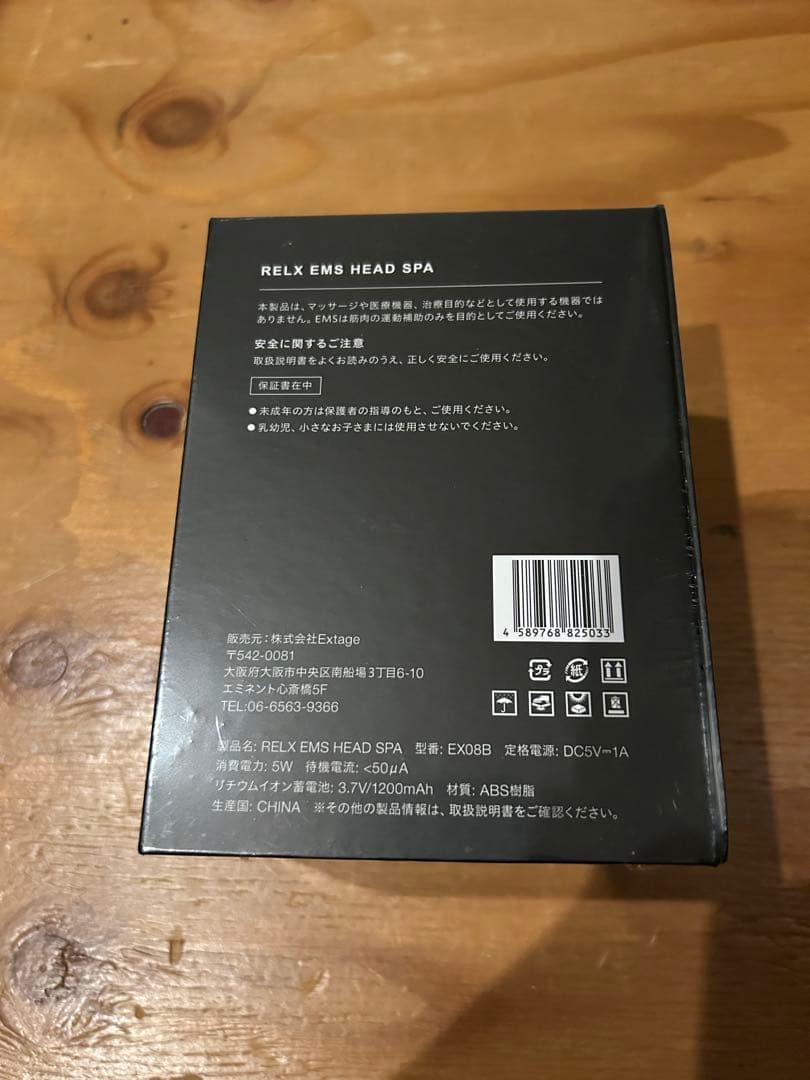 RELX EMS HEAD SPA
本製品は、マッサージや医療機器、治療目的などとして使用する機器では
ありません。EMSは筋肉の運動補助のみを目的としてご使用ください。
安全に関するご注意
取扱説明書をよくお読みのうえ、正しく安全にご使用ください。
保証書在中
●未成年の方は保護者の指導のもと、ご使用ください。
●乳幼児、小さなお子さまには使用させないでください。
4 589768 825033
販売元：株式会社Extage
〒542-0081
大阪府大阪市中央区南船場3丁目6-10
エミネント心斎橋5F
TEL:06-6563-9366
プラ 紙
製品名: RELX EMS HEAD SPA 型番: EX08B 定格電源: DC5V⎓1A
消費電力: 5W 待機電流: <50μA
リチウムイオン蓄電池: 3.7V/1200mAh 材質: ABS樹脂
生産国: CHINA ※その他の製品情報は、取扱説明書をご確認ください。